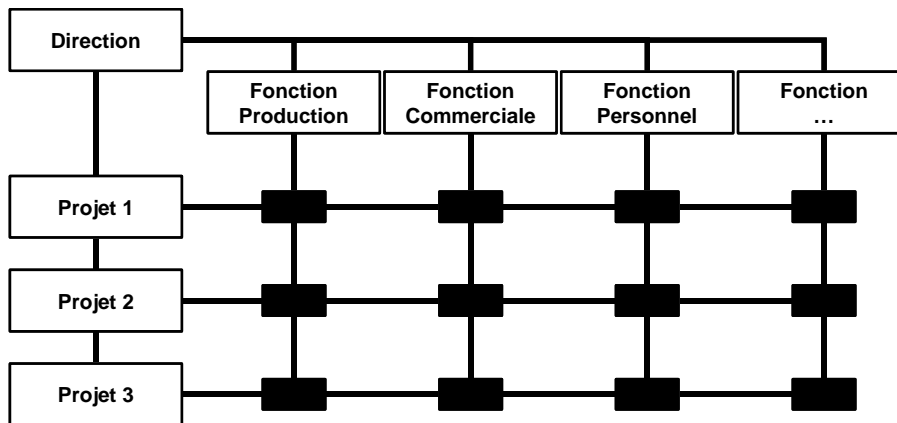 Direction
Fonction
Production
Fonction
Commerciale
Fonction
Personnel
Fonction
…
Projet 1
Projet 2
Projet 3